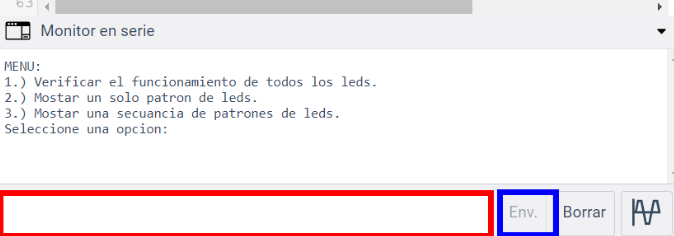 63
Monitor en serie
MENU:
1.) Verificar el funcionamiento de todos los leds.
2.) Mostar un solo patron de leds.
3.) Mostar una secuancia de patrones de leds.
Seleccione una opcion:
Env.
Borrar